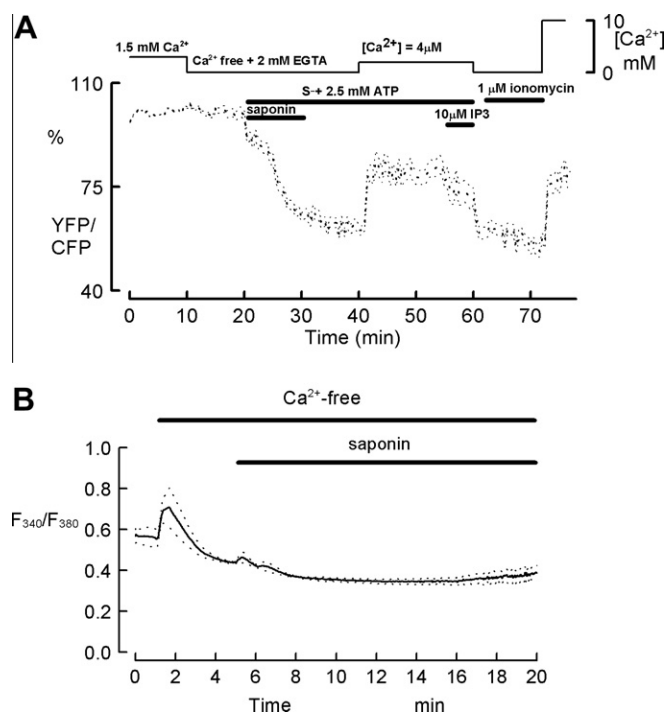 A
10
[Ca²⁺]
1.5 mM Ca²⁺
Ca²⁺ free + 2 mM EGTA
[Ca²⁺] = 4μM
0 mM
110
S-+ 2.5 mM ATP
1 μM ionomycin
saponin
10μM IP3
%
75
YFP/
CFP
40
0 10 20 30 40 50 60 70
Time (min)
B
Ca²⁺-free
1.0
saponin
0.8
F₃₄₀/F₃₈₀
0.6
0.4
0.2
0.0
0 2 4 6 8 10 12 14 16 18 20
Time min